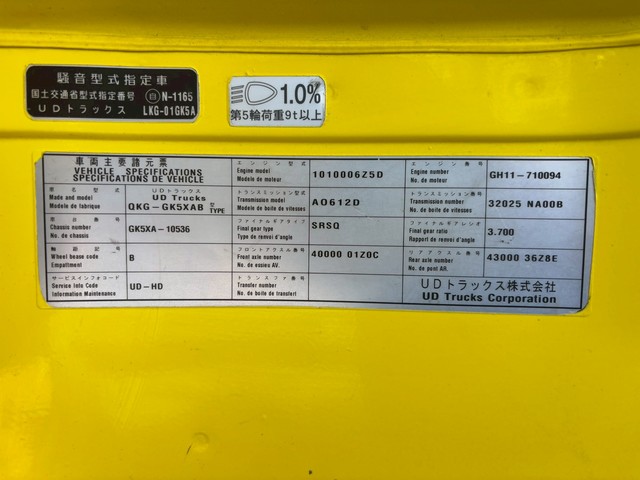 騒音型式指定車
国土交通省型式指定番号 自 N-1165
UDトラックス LKG-01GK5A
1.0%
第5輪荷重9t以上
車両主要諸元票
VEHICLE SPECIFICATIONS
SPECIFICATIONS DE VEHICLE
車名型式
Made and model
Modele de fabrique
UDトラックス
UD Trucks
QKG-GK5XAB 型 TYPE
車台番号
Chassis number
No. de chassis
GK5XA-10536
軸距記号
Wheel beause code
Empattement
B
サービスインフォコード
Service Info Code
Information Maintenance
UD-HD
エンジン型式
Engine model
Modele de moteur
1010006Z5D
トランスミッション型式
Transmission model
Modele de boite de vitesses
AO612D
ファイナルギアタイプ
Final gear type
Type de renvoi d'angle
SRSQ
フロントアクスル番号
Front axle number
No. de essieu AV.
40000 01Z0C
トランスファ番号
Transfer number
No. de boite de transfert
エンジン番号
Engine number
No. de moteur
GH11-710094
トランスミッション番号
Transmission number
No. de boite de vitesses
32025 NA00B
ファイナルギアレシオ
Final gear ratio
Rapport de renvoi d'angle
3.700
リアアクスル番号
Rear axle number
No. de pont AR.
43000 36Z8E
UDトラックス株式会社
UD Trucks Corporation